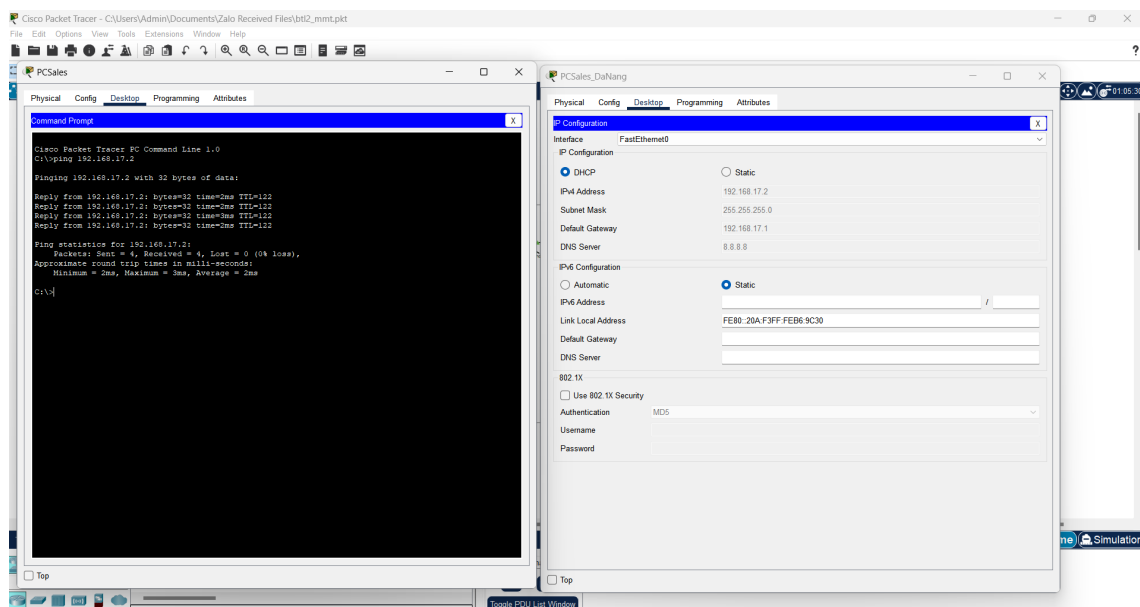 Cisco Packet Tracer - C:\Users\Admin\Documents\Zalo Received Files\btl2_mmt.pkt
File Edit Options View Tools Extensions Window Help
?
PCSales
Physical Config Desktop Programming Attributes
Command Prompt
X
Cisco Packet Tracer PC Command Line 1.0
C:\>ping 192.168.17.2
Pinging 192.168.17.2 with 32 bytes of data:
Reply from 192.168.17.2: bytes=32 time=2ms TTL=122
Reply from 192.168.17.2: bytes=32 time=2ms TTL=122
Reply from 192.168.17.2: bytes=32 time=3ms TTL=122
Reply from 192.168.17.2: bytes=32 time=2ms TTL=122
Ping statistics for 192.168.17.2:
Packets: Sent = 4, Received = 4, Lost = 0 (0% loss),
Approximate round trip times in milli-seconds:
Minimum = 2ms, Maximum = 3ms, Average = 2ms
C:\>
Top
PCSales_DaNang
Physical Config Desktop Programming Attributes
IP Configuration
X
Interface FastEthernet0
IP Configuration
DHCP Static
IPv4 Address 192.168.17.2
Subnet Mask 255.255.255.0
Default Gateway 192.168.17.1
DNS Server 8.8.8.8
IPv6 Configuration
Automatic Static
IPv6 Address /
Link Local Address FE80::20A:F3FF:FEB6:9C30
Default Gateway
DNS Server
802.1X
Use 802.1X Security
Authentication MD5
Username
Password
Top
01:05:30
Simulation
Toggle PDU List Window